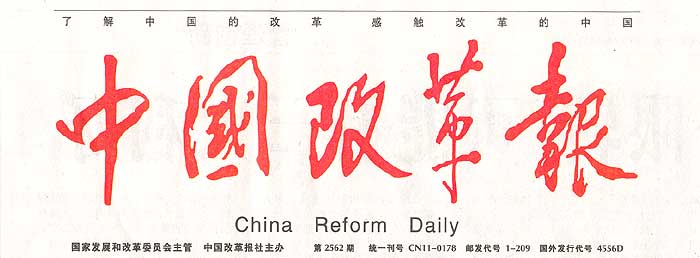 了解中国的改革 感触改革的中国
中國改革報
China Reform Daily
国家发展和改革委员会主管 中国改革报社主办 第2562期 统一刊号 CN11-0178 邮发代号 1-209 国外发行代号 4556D